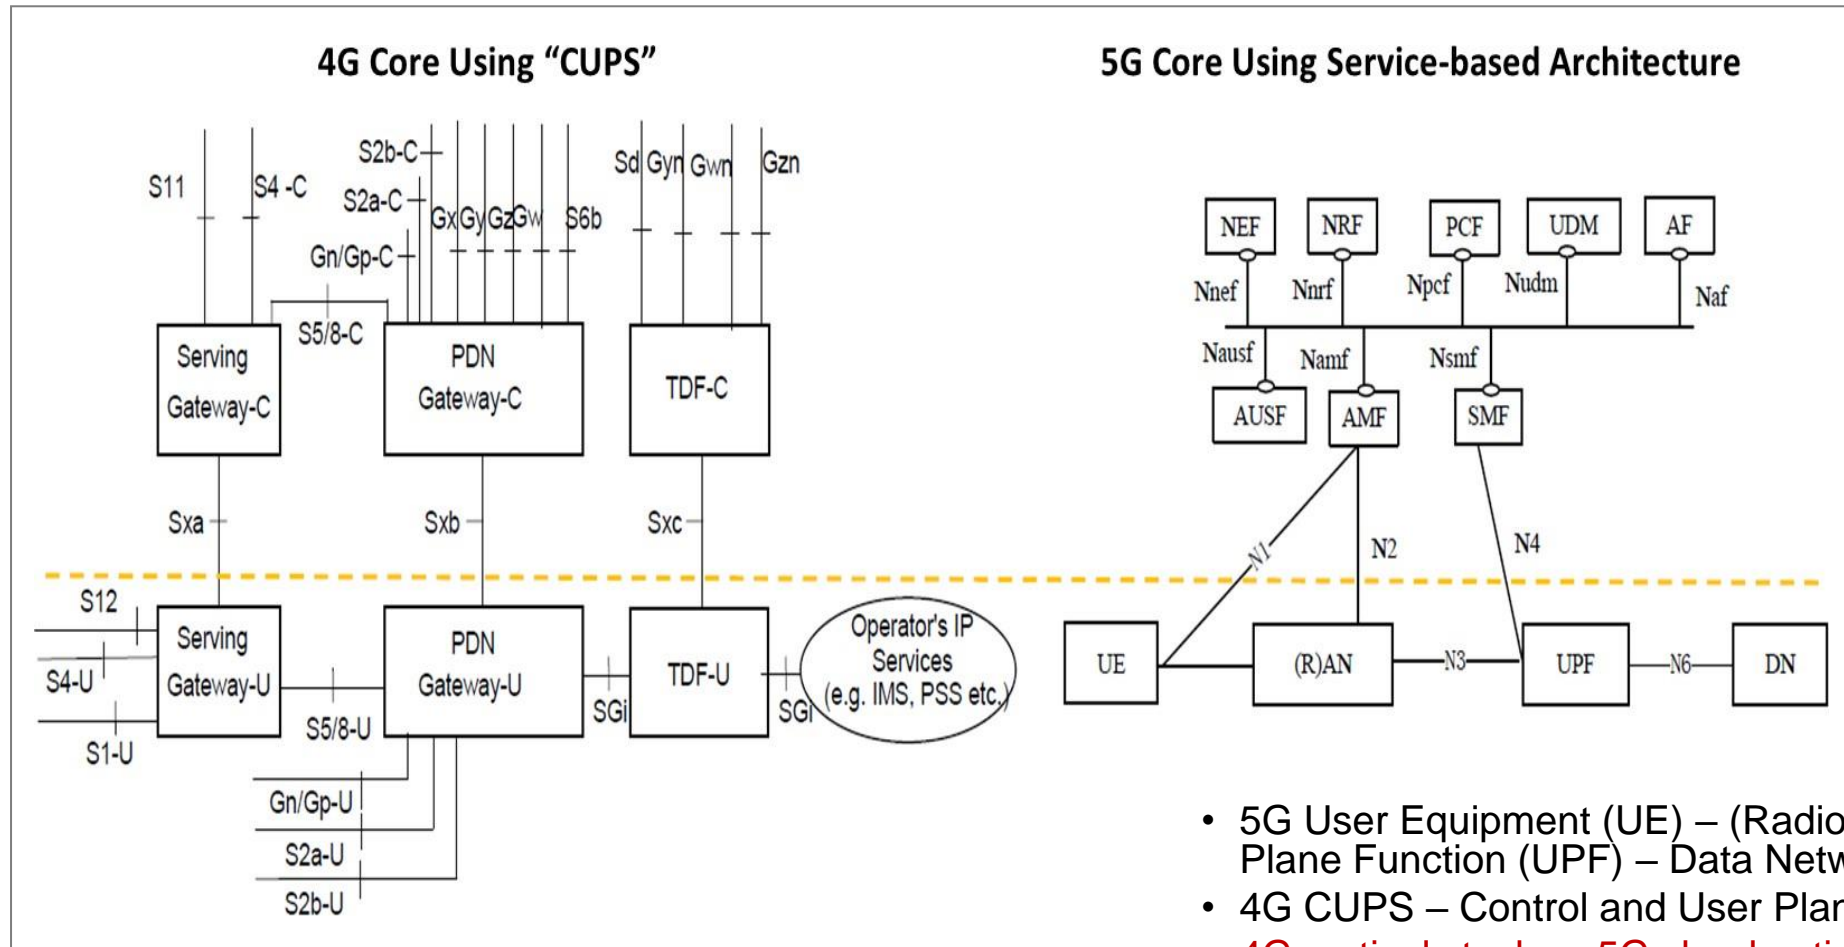 4G Core Using “CUPS”
5G Core Using Service-based Architecture
S11
S4 -C
S2b-C
S2a-C
Gn/Gp-C
Gx
Gy
Gz
Gw
S6b
Sd
Gyn
Gwn
Gzn
S5/8-C
Serving
Gateway-C
PDN
Gateway-C
TDF-C
Sxa
Sxb
Sxc
S12
S4-U
S1-U
Serving
Gateway-U
S5/8-U
PDN
Gateway-U
SGi
TDF-U
SGi
Operator's IP
Services
(e.g. IMS, PSS etc.)
Gn/Gp-U
S2a-U
S2b-U
NEF
NRF
PCF
UDM
AF
Nnef
Nnrf
Npcf
Nudm
Naf
Nausf
Namf
Nsmf
AUSF
AMF
SMF
N1
N2
N4
UE
(R)AN
N3
UPF
N6
DN
• 5G User Equipment (UE) – (Radio
Plane Function (UPF) – Data Netw
• 4G CUPS – Control and User Plan